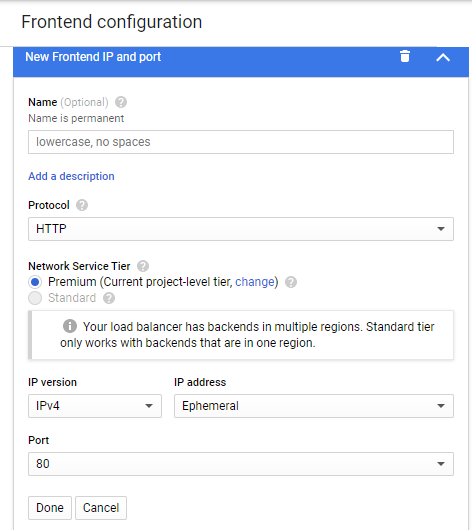 Frontend configuration
New Frontend IP and port
Name (Optional)
Name is permanent
lowercase, no spaces
Add a description
Protocol
HTTP
Network Service Tier
Premium (Current project-level tier, change)
Standard
Your load balancer has backends in multiple regions. Standard tier
only works with backends that are in one region.
IP version IP address
IPv4 Ephemeral
Port
80
Done Cancel